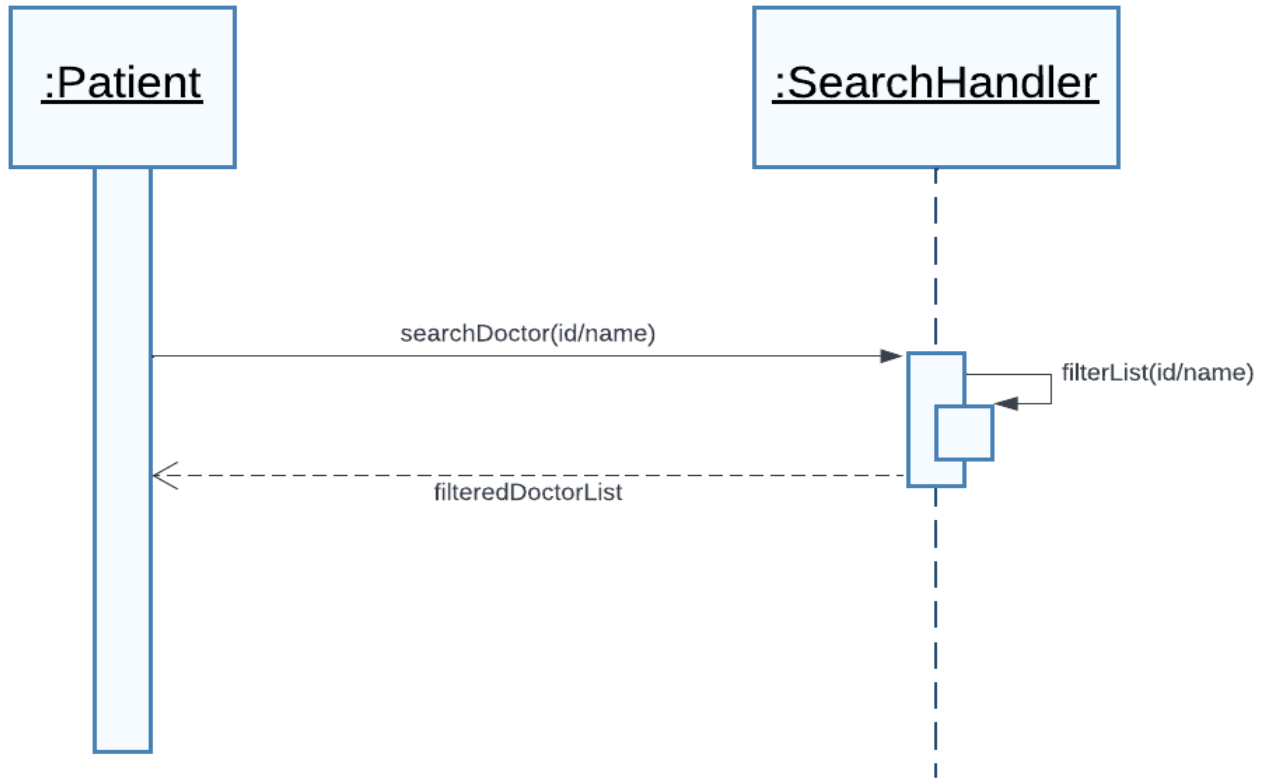 :Patient
:SearchHandler
searchDoctor(id/name)
filterList(id/name)
filteredDoctorList